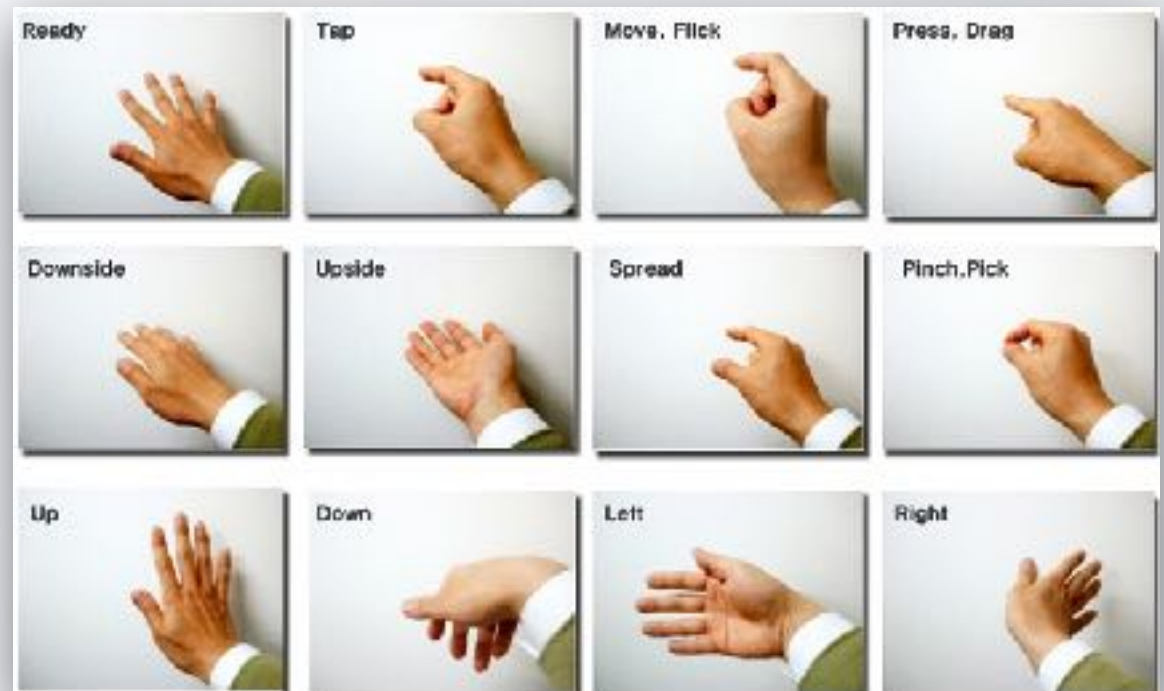 Ready
Tap
Move, Flick
Press, Drag
Downside
Upside
Spread
Pinch,Pick
Up
Down
Left
Right